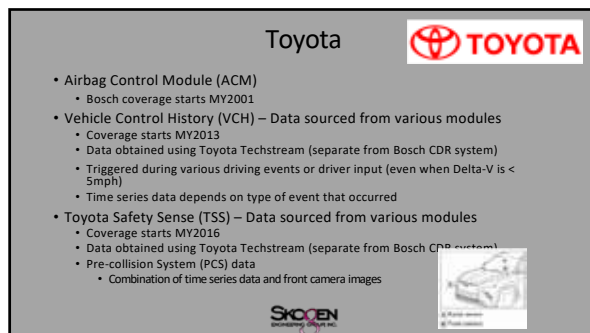 Toyota
TOYOTA
• Airbag Control Module (ACM)
• Bosch coverage starts MY2001
• Vehicle Control History (VCH) – Data sourced from various modules
• Coverage starts MY2013
• Data obtained using Toyota Techstream (separate from Bosch CDR system)
• Triggered during various driving events or driver input (even when Delta-V is <
5mph)
• Time series data depends on type of event that occurred
• Toyota Safety Sense (TSS) – Data sourced from various modules
• Coverage starts MY2016
• Data obtained using Toyota Techstream (separate from Bosch CDR system)
• Pre-collision System (PCS) data
• Combination of time series data and front camera images
SKOGEN
ENGINEERING GROUP, INC.